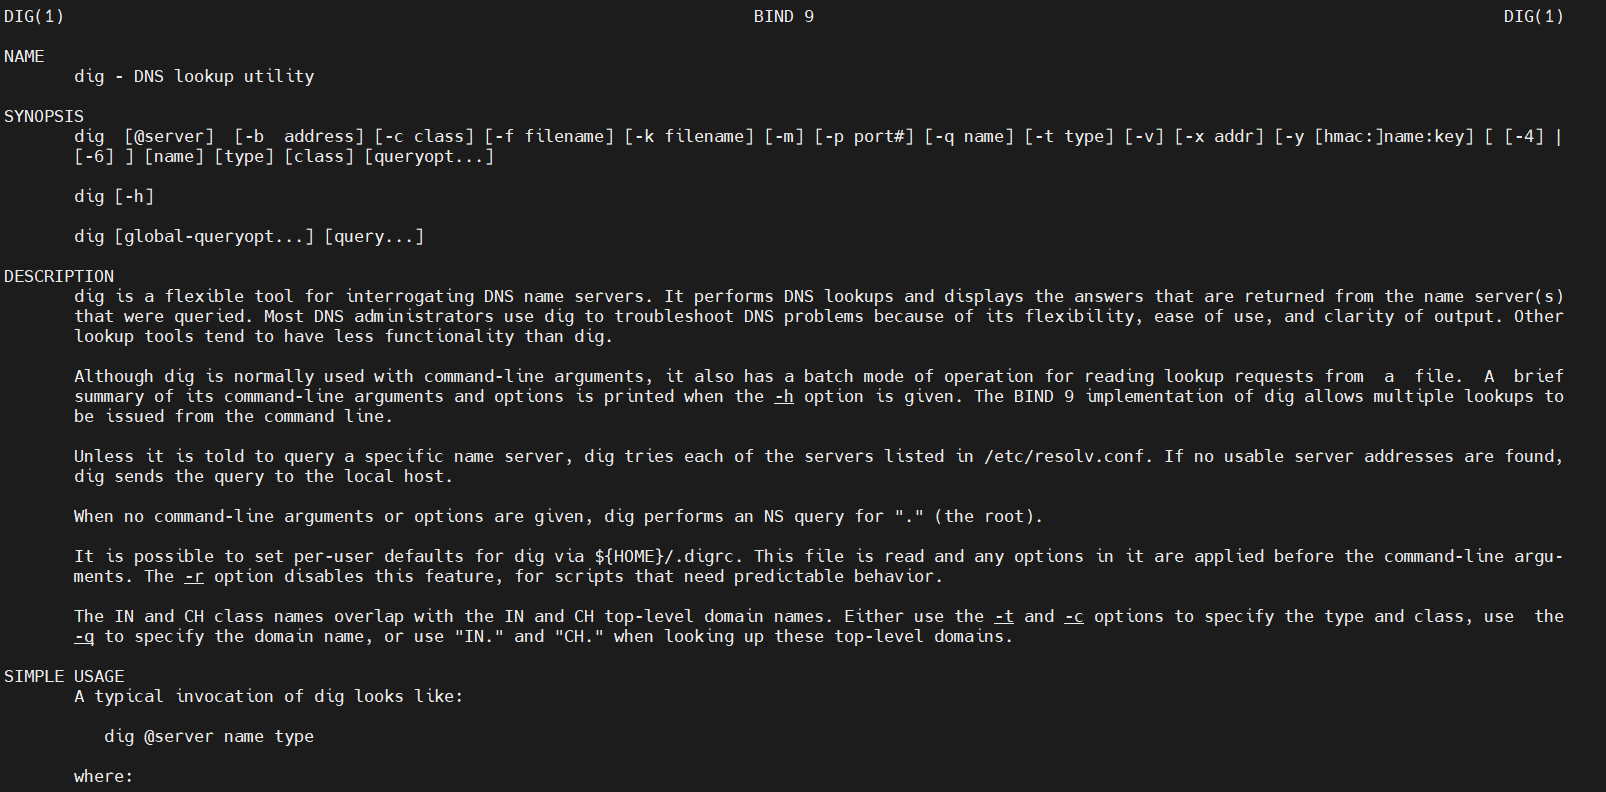 DIG(1) BIND 9 DIG(1)
NAME
dig - DNS lookup utility
SYNOPSIS
dig [@server] [-b address] [-c class] [-f filename] [-k filename] [-m] [-p port#] [-q name] [-t type] [-v] [-x addr] [-y [hmac:]name:key] [ [-4] |
[-6] ] [name] [type] [class] [queryopt...]
dig [-h]
dig [global-queryopt...] [query...]
DESCRIPTION
dig is a flexible tool for interrogating DNS name servers. It performs DNS lookups and displays the answers that are returned from the name server(s)
that were queried. Most DNS administrators use dig to troubleshoot DNS problems because of its flexibility, ease of use, and clarity of output. Other
lookup tools tend to have less functionality than dig.
Although dig is normally used with command-line arguments, it also has a batch mode of operation for reading lookup requests from a file. A brief
summary of its command-line arguments and options is printed when the -h option is given. The BIND 9 implementation of dig allows multiple lookups to
be issued from the command line.
Unless it is told to query a specific name server, dig tries each of the servers listed in /etc/resolv.conf. If no usable server addresses are found,
dig sends the query to the local host.
When no command-line arguments or options are given, dig performs an NS query for "." (the root).
It is possible to set per-user defaults for dig via ${HOME}/.digrc. This file is read and any options in it are applied before the command-line argu-
ments. The -r option disables this feature, for scripts that need predictable behavior.
The IN and CH class names overlap with the IN and CH top-level domain names. Either use the -t and -c options to specify the type and class, use the
-q to specify the domain name, or use "IN." and "CH." when looking up these top-level domains.
SIMPLE USAGE
A typical invocation of dig looks like:
dig @server name type
where: